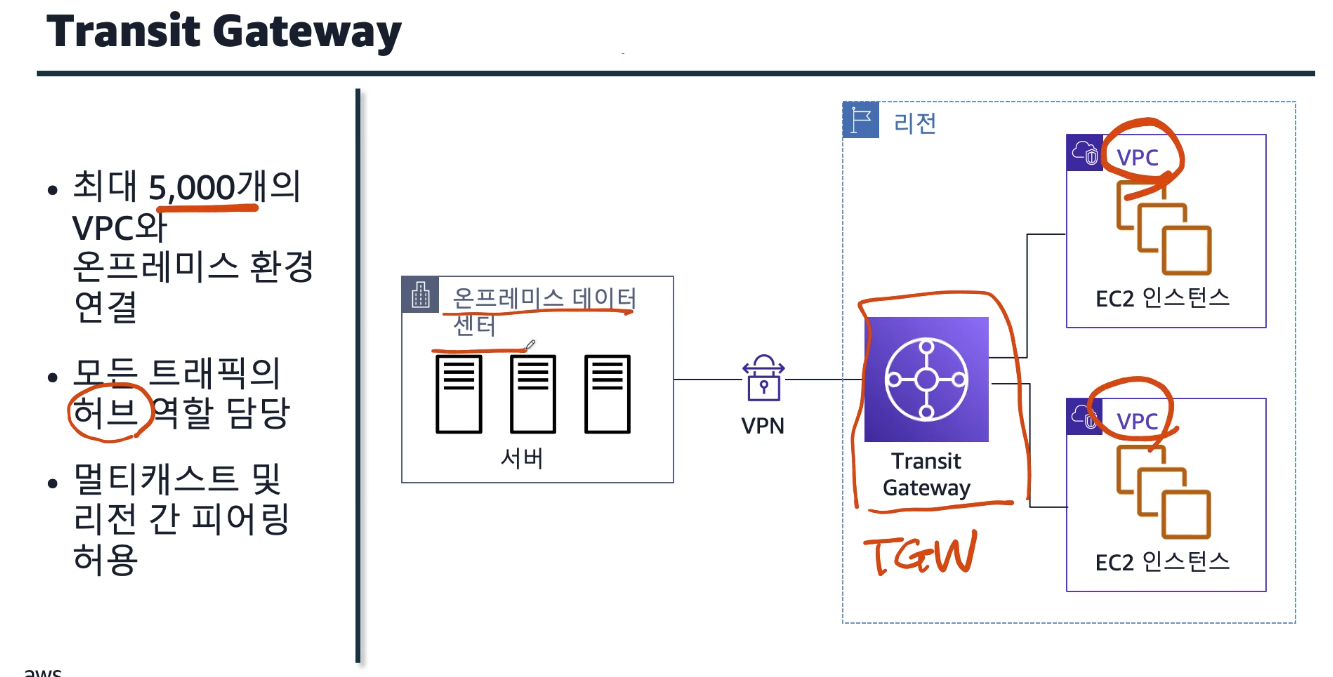 Transit Gateway
• 최대 5,000개의
VPC와
온프레미스 환경
연결
• 모든 트래픽의
허브 역할 담당
• 멀티캐스트 및
리전 간 피어링
허용
온프레미스 데이터
센터
서버
VPN
리전
Transit
Gateway
TGW
VPC
EC2 인스턴스
VPC
EC2 인스턴스
aws